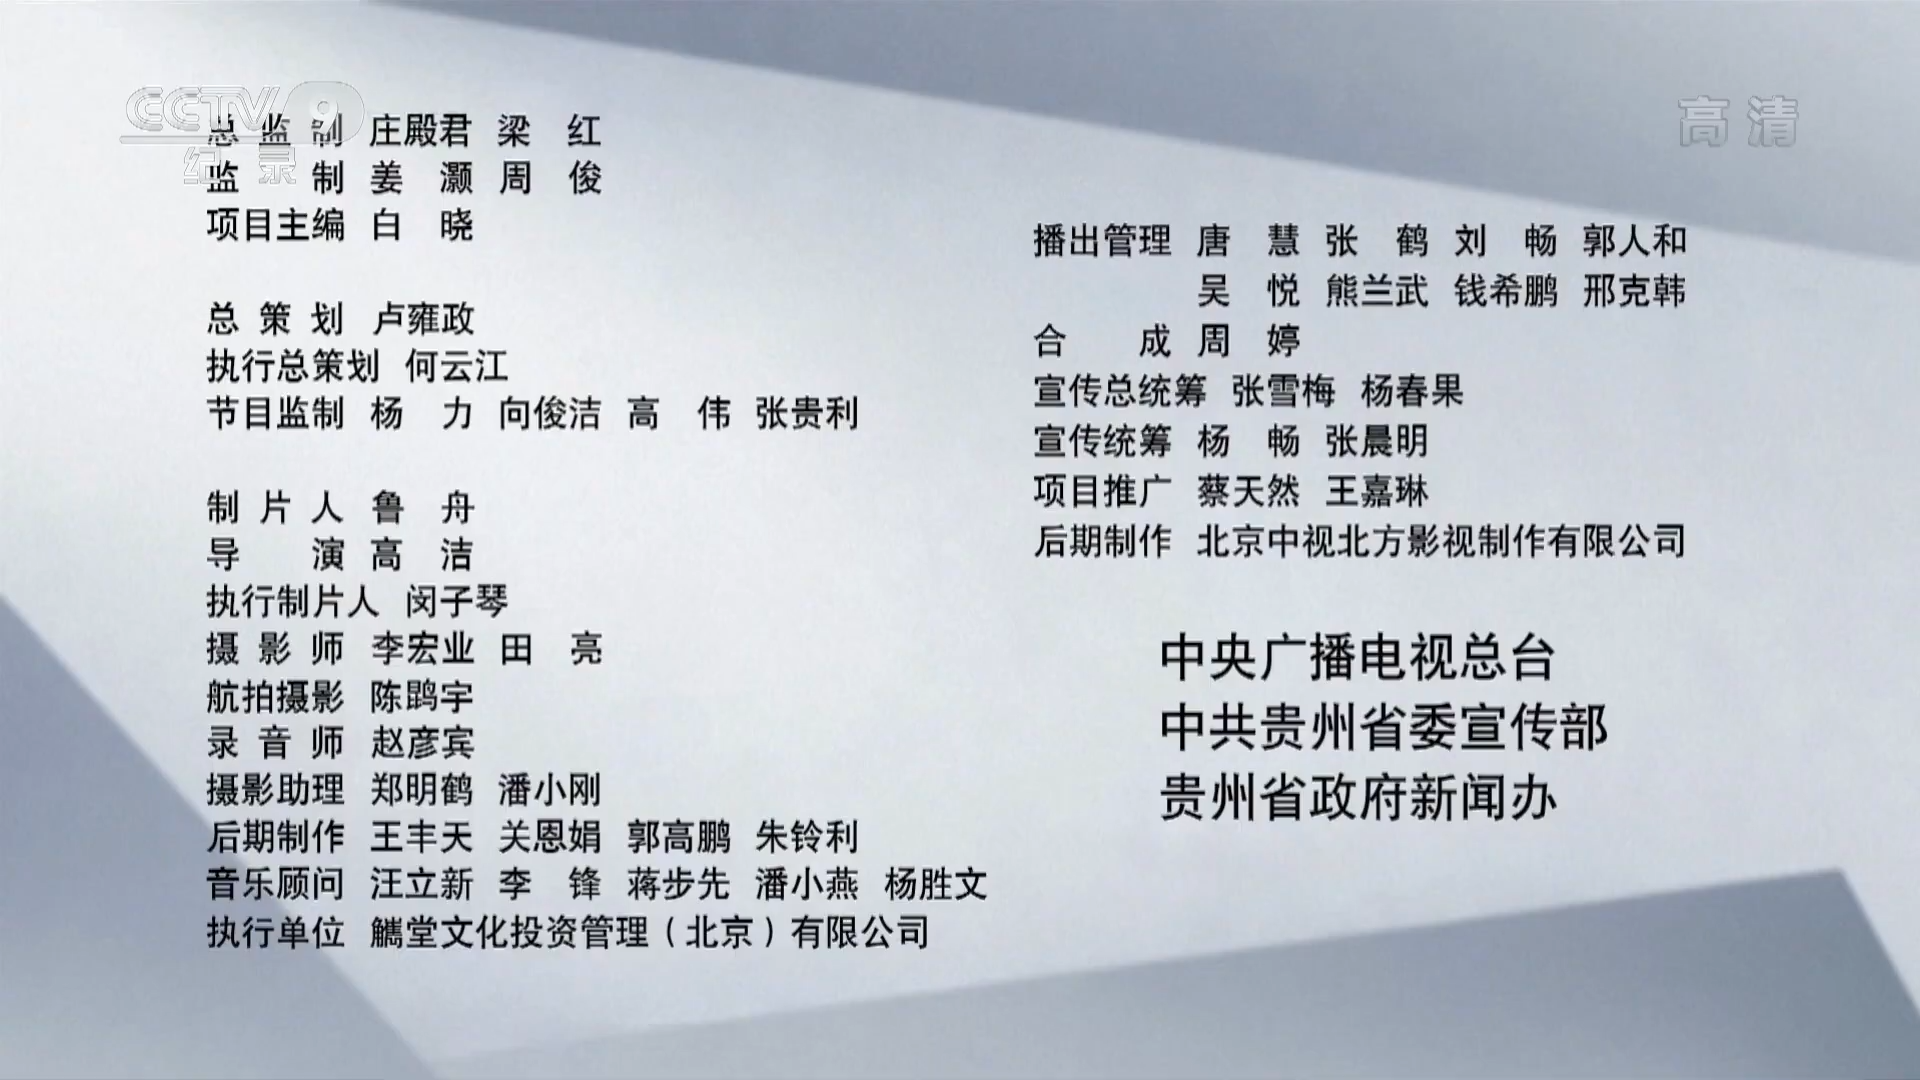 CCTV 9
纪录
高清
总监制 庄殿君 梁红
监制 姜灏 周俊
项目主编 白晓
总策划 卢雍政
执行总策划 何云江
节目监制 杨力 向俊洁 高伟 张贵利
制片人 鲁舟
导演 高洁
执行制片人 闵子琴
摄影师 李宏业 田亮
航拍摄影 陈鹍宇
录音师 赵彦宾
摄影助理 郑明鹤 潘小刚
后期制作 王丰天 关恩娟 郭高鹏 朱铃利
音乐顾问 汪立新 李锋 蒋步先 潘小燕 杨胜文
执行单位 觿堂文化投资管理（北京）有限公司
播出管理 唐慧 张鹤 刘畅 郭人和
吴悦 熊兰武 钱希鹏 邢克韩
合成 周婷
宣传总统筹 张雪梅 杨春果
宣传统筹 杨畅 张晨明
项目推广 蔡天然 王嘉琳
后期制作 北京中视北方影视制作有限公司
中央广播电视总台
中共贵州省委宣传部
贵州省政府新闻办